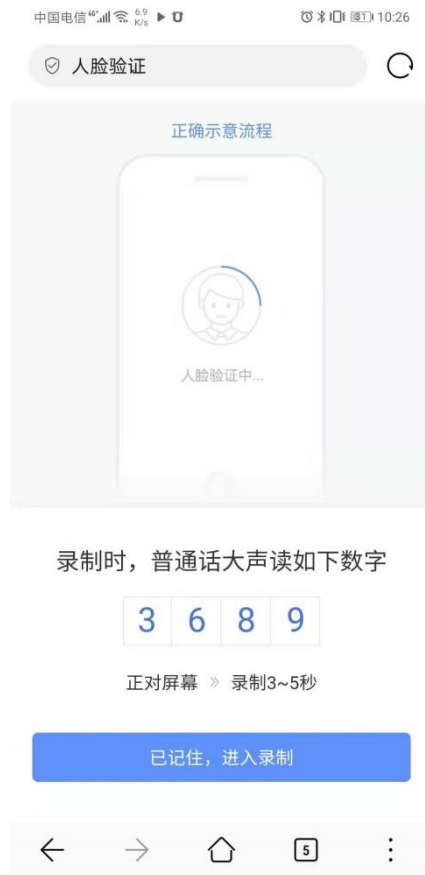 中国电信 6.9 K/s 10:26
人脸验证
正确示意流程
人脸验证中...
录制时，普通话大声读如下数字
3 6 8 9
正对屏幕 » 录制3~5秒
已记住，进入录制
5